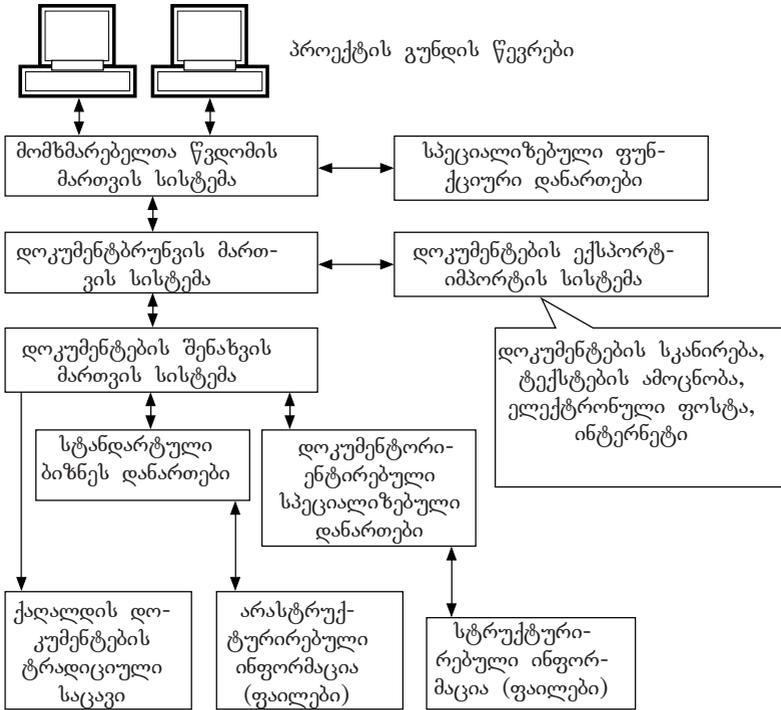 პროექტის გუნდის წევრები
მომხმარებელთა წვდომის
მართვის სისტემა
სპეციალიზებული ფუნ-
ქციური დანართები
დოკუმენტბრუნვის მართ-
ვის სისტემა
დოკუმენტების ექსპორტ-
იმპორტის სისტემა
დოკუმენტების შენახვის
მართვის სისტემა
დოკუმენტების სკანირება,
ტექსტების ამოცნობა,
ელექტრონული ფოსტა,
ინტერნეტი
სტანდარტული
ბიზნეს დანართები
დოკუმენტორი-
ენტირებული
სპეციალიზებული
დანართები
ქაღალდის დო-
კუმენტების
ტრადიციული
საცავი
არასტრუქ-
ტურირებული
ინფორმაცია
(ფაილები)
სტრუქტური-
რებული ინფორ-
მაცია (ფაილები)